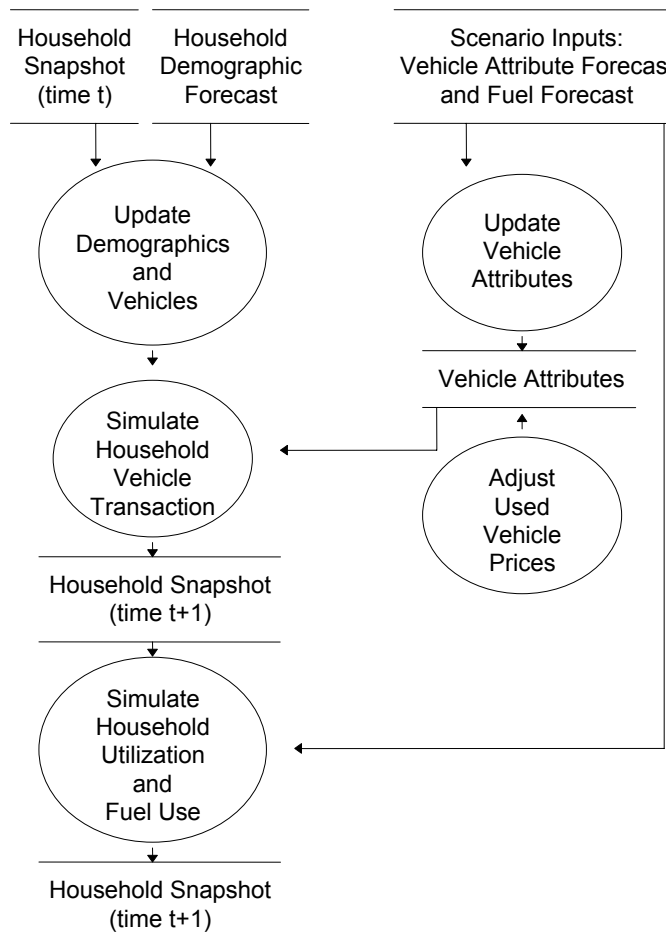 Household
Snapshot
(time t)
Household
Demographic
Forecast
Scenario Inputs:
Vehicle Attribute Forecas
and Fuel Forecast
Update
Demographics
and
Vehicles
Update
Vehicle
Attributes
Vehicle Attributes
Simulate
Household
Vehicle
Transaction
Adjust
Used
Vehicle
Prices
Household Snapshot
(time t+1)
Simulate
Household
Utilization
and
Fuel Use
Household Snapshot
(time t+1)